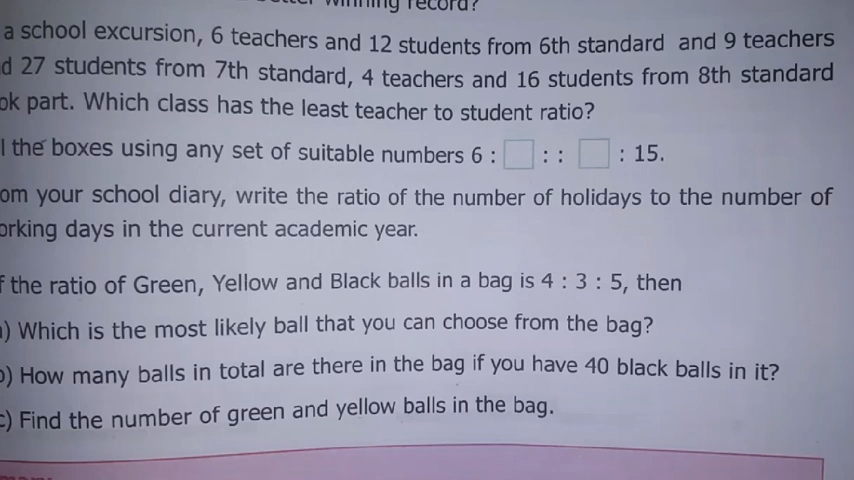 winning record?
a school excursion, 6 teachers and 12 students from 6th standard and 9 teachers
d 27 students from 7th standard, 4 teachers and 16 students from 8th standard
ok part. Which class has the least teacher to student ratio?
l the boxes using any set of suitable numbers 6 : □ : : □ : 15.
om your school diary, write the ratio of the number of holidays to the number of
orking days in the current academic year.
f the ratio of Green, Yellow and Black balls in a bag is 4 : 3 : 5, then
) Which is the most likely ball that you can choose from the bag?
) How many balls in total are there in the bag if you have 40 black balls in it?
) Find the number of green and yellow balls in the bag.